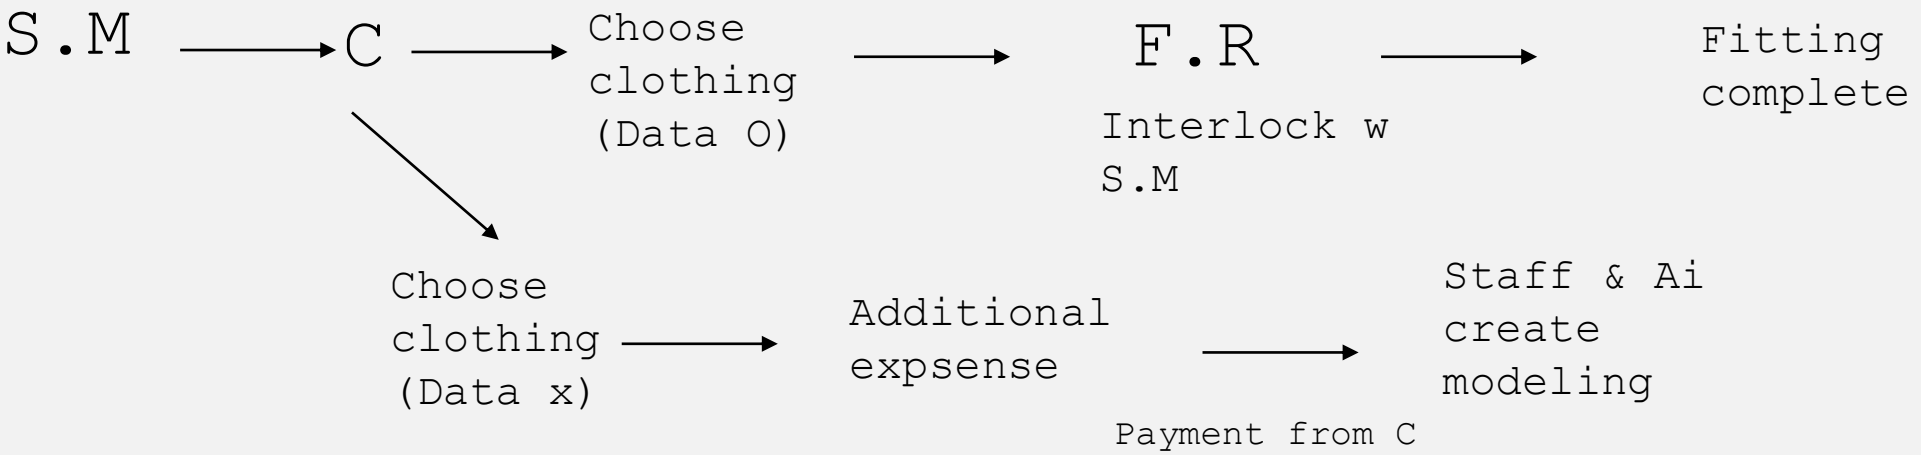 S.M
C
Choose
clothing
(Data O)
F.R
Interlock w
S.M
Fitting
complete
Choose
clothing
(Data x)
Additional
expsense
Payment from C
Staff & Ai
create
modeling